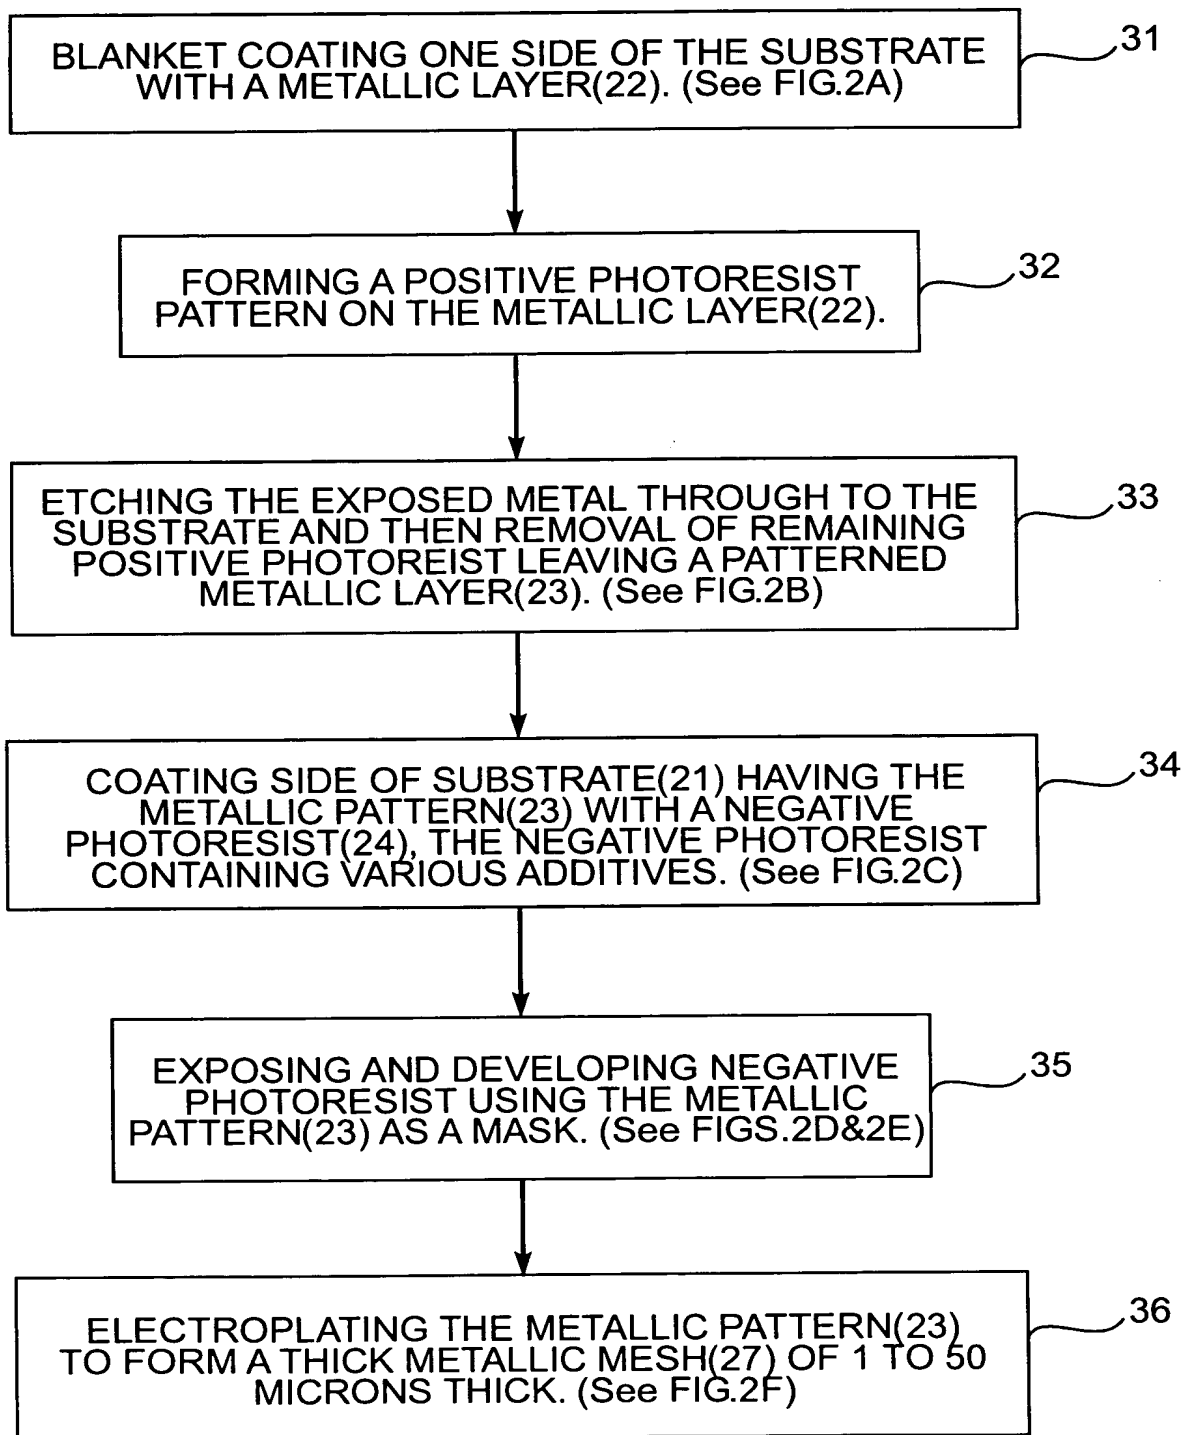 BLANKET COATING ONE SIDE OF THE SUBSTRATE
WITH A METALLIC LAYER(22). (See FIG.2A)
31
FORMING A POSITIVE PHOTORESIST
PATTERN ON THE METALLIC LAYER(22).
32
ETCHING THE EXPOSED METAL THROUGH TO THE
SUBSTRATE AND THEN REMOVAL OF REMAINING
POSITIVE PHOTOREIST LEAVING A PATTERNED
METALLIC LAYER(23). (See FIG.2B)
33
COATING SIDE OF SUBSTRATE(21) HAVING THE
METALLIC PATTERN(23) WITH A NEGATIVE
PHOTORESIST(24), THE NEGATIVE PHOTORESIST
CONTAINING VARIOUS ADDITIVES. (See FIG.2C)
34
EXPOSING AND DEVELOPING NEGATIVE
PHOTORESIST USING THE METALLIC
PATTERN(23) AS A MASK. (See FIGS.2D&2E)
35
ELECTROPLATING THE METALLIC PATTERN(23)
TO FORM A THICK METALLIC MESH(27) OF 1 TO 50
MICRONS THICK. (See FIG.2F)
36